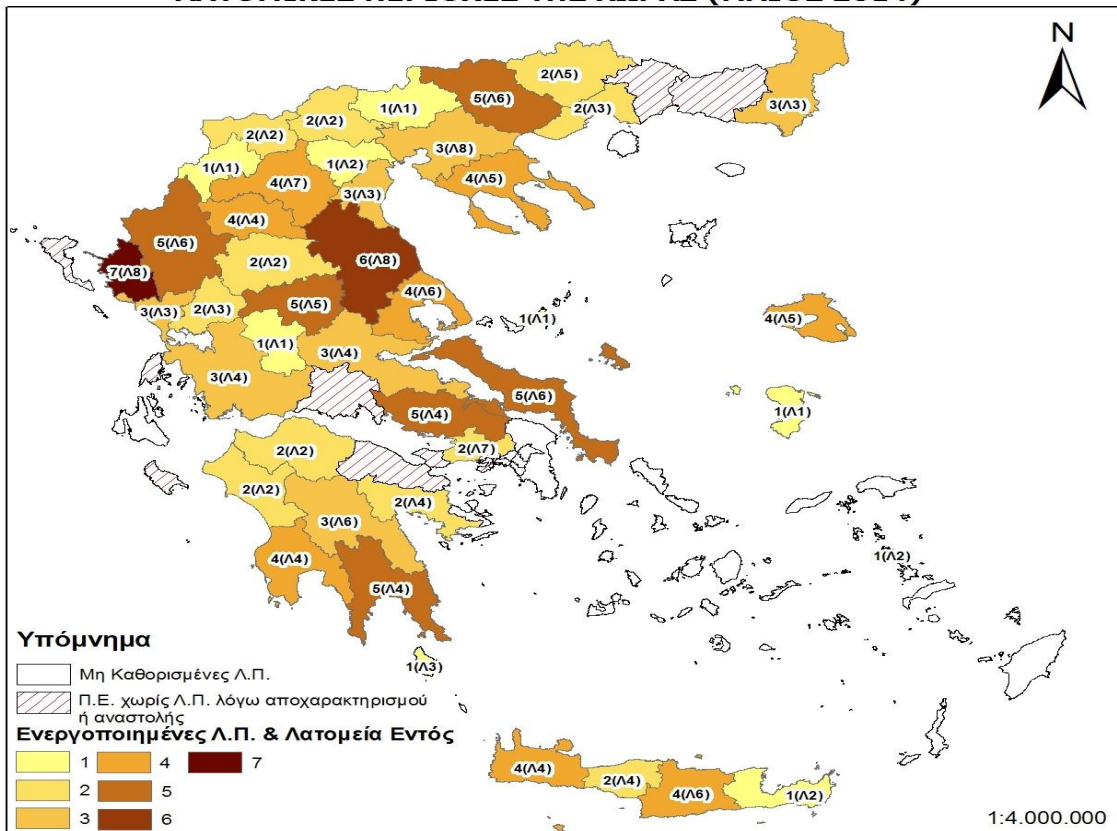 N
2(Λ5)
5(Λ6)
1(Λ1)
2(Λ3)
3(Λ3)
2(Λ2)
2(Λ2)
3(Λ8)
1(Λ1)
1(Λ2)
4(Λ7)
4(Λ5)
3(Λ3)
4(Λ4)
5(Λ6)
2(Λ2)
6(Λ8)
7(Λ8)
4(Λ6)
5(Λ5)
3(Λ3)
2(Λ3)
1(Λ1)
4(Λ5)
1(Λ1)
3(Λ4)
3(Λ4)
5(Λ6)
1(Λ1)
5(Λ4)
2(Λ7)
2(Λ2)
2(Λ2)
2(Λ4)
3(Λ6)
1(Λ2)
4(Λ4)
5(Λ4)
1(Λ3)
Υπόμνημα
Μη Καθορισμένες Λ.Π.
Π.Ε. χωρίς Λ.Π. λόγω αποχαρακτηρισμού
ή αναστολής
Ενεργοποιημένες Λ.Π. & Λατομεία Εντός
1 4 7
2 5
3 6
4(Λ4)
2(Λ4)
4(Λ6)
1(Λ2)
1:4.000.000